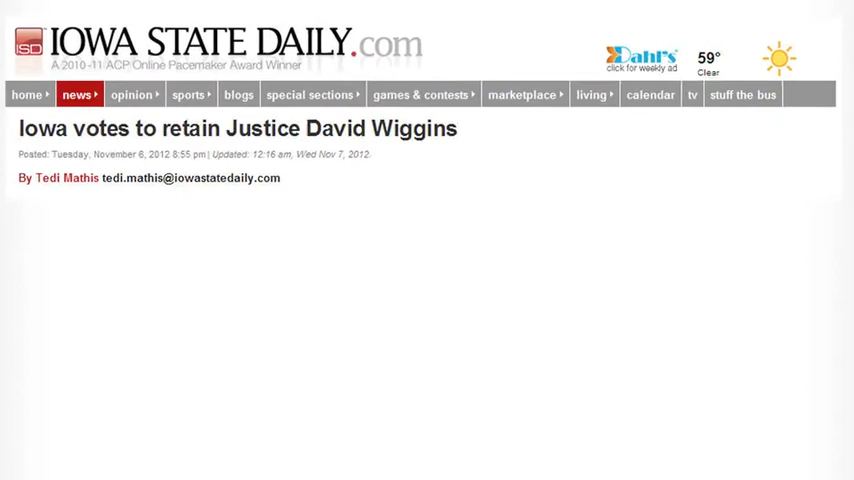 ISD IOWA STATE DAILY.com
A 2010-11 ACP Online Pacemaker Award Winner
Dahl's
click for weekly ad
59°
Clear
home news opinion sports blogs special sections games & contests marketplace living calendar tv stuff the bus
Iowa votes to retain Justice David Wiggins
Posted: Tuesday, November 6, 2012 8:55 pm | Updated: 12:16 am, Wed Nov 7, 2012.
By Tedi Mathis tedi.mathis@iowastatedaily.com